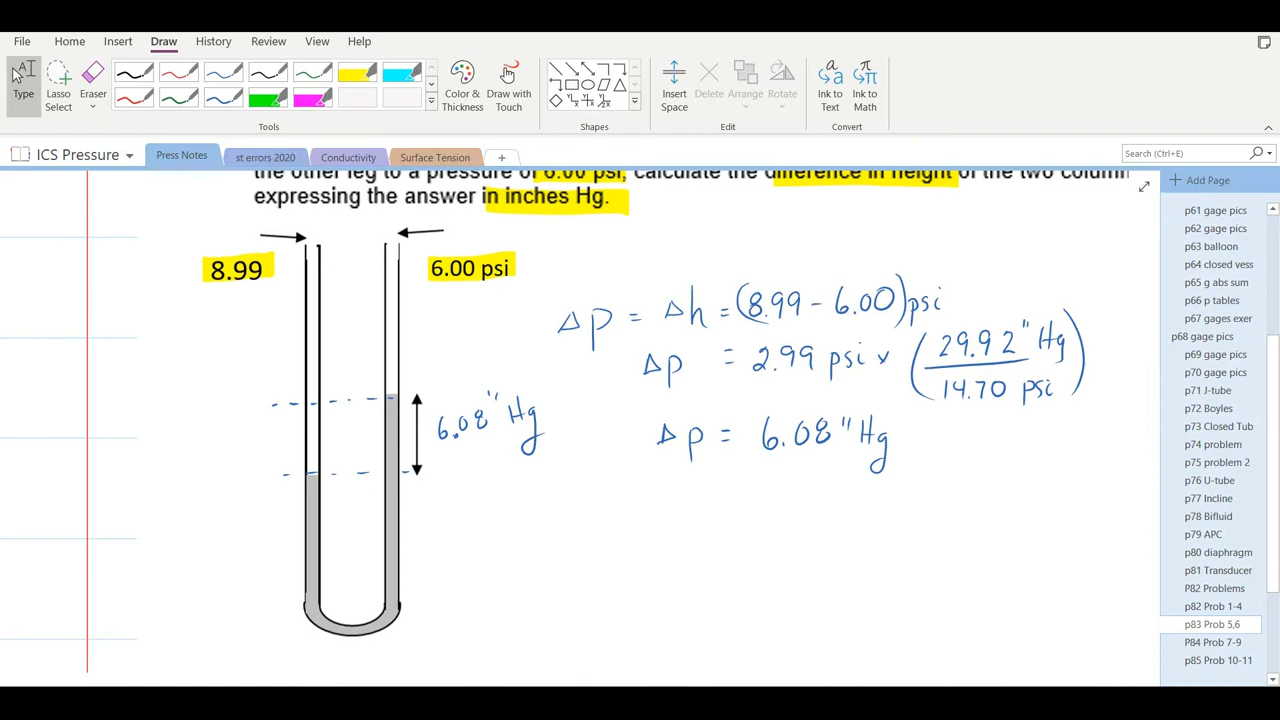 File Home Insert Draw History Review View Help
Type Lasso Select Eraser Color & Thickness Draw with Touch Insert Space Delete Arrange Rotate Ink to Text Ink to Math
Tools Shapes Edit Convert
ICS Pressure Press Notes st errors 2020 Conductivity Surface Tension + Search (Ctrl+E)
the other leg to a pressure of 6.00 psi, calculate the difference in height of the two colum
expressing the answer in inches Hg.
8.99 6.00 psi
Δp = Δh = (8.99 - 6.00) psi
Δp = 2.99 psi x (29.92" Hg / 14.70 psi)
Δp = 6.08" Hg
6.08" Hg
Add Page
p61 gage pics
p62 gage pics
p63 balloon
p64 closed vess
p65 g abs sum
p66 p tables
p67 gages exer
p68 gage pics
p69 gage pics
p70 gage pics
p71 J-tube
p72 Boyles
p73 Closed Tub
p74 problem
p75 problem 2
p76 U-tube
p77 Incline
p78 Bifluid
p79 APC
p80 diaphragm
p81 Transducer
P82 Problems
p82 Prob 1-4
p83 Prob 5,6
P84 Prob 7-9
p85 Prob 10-11